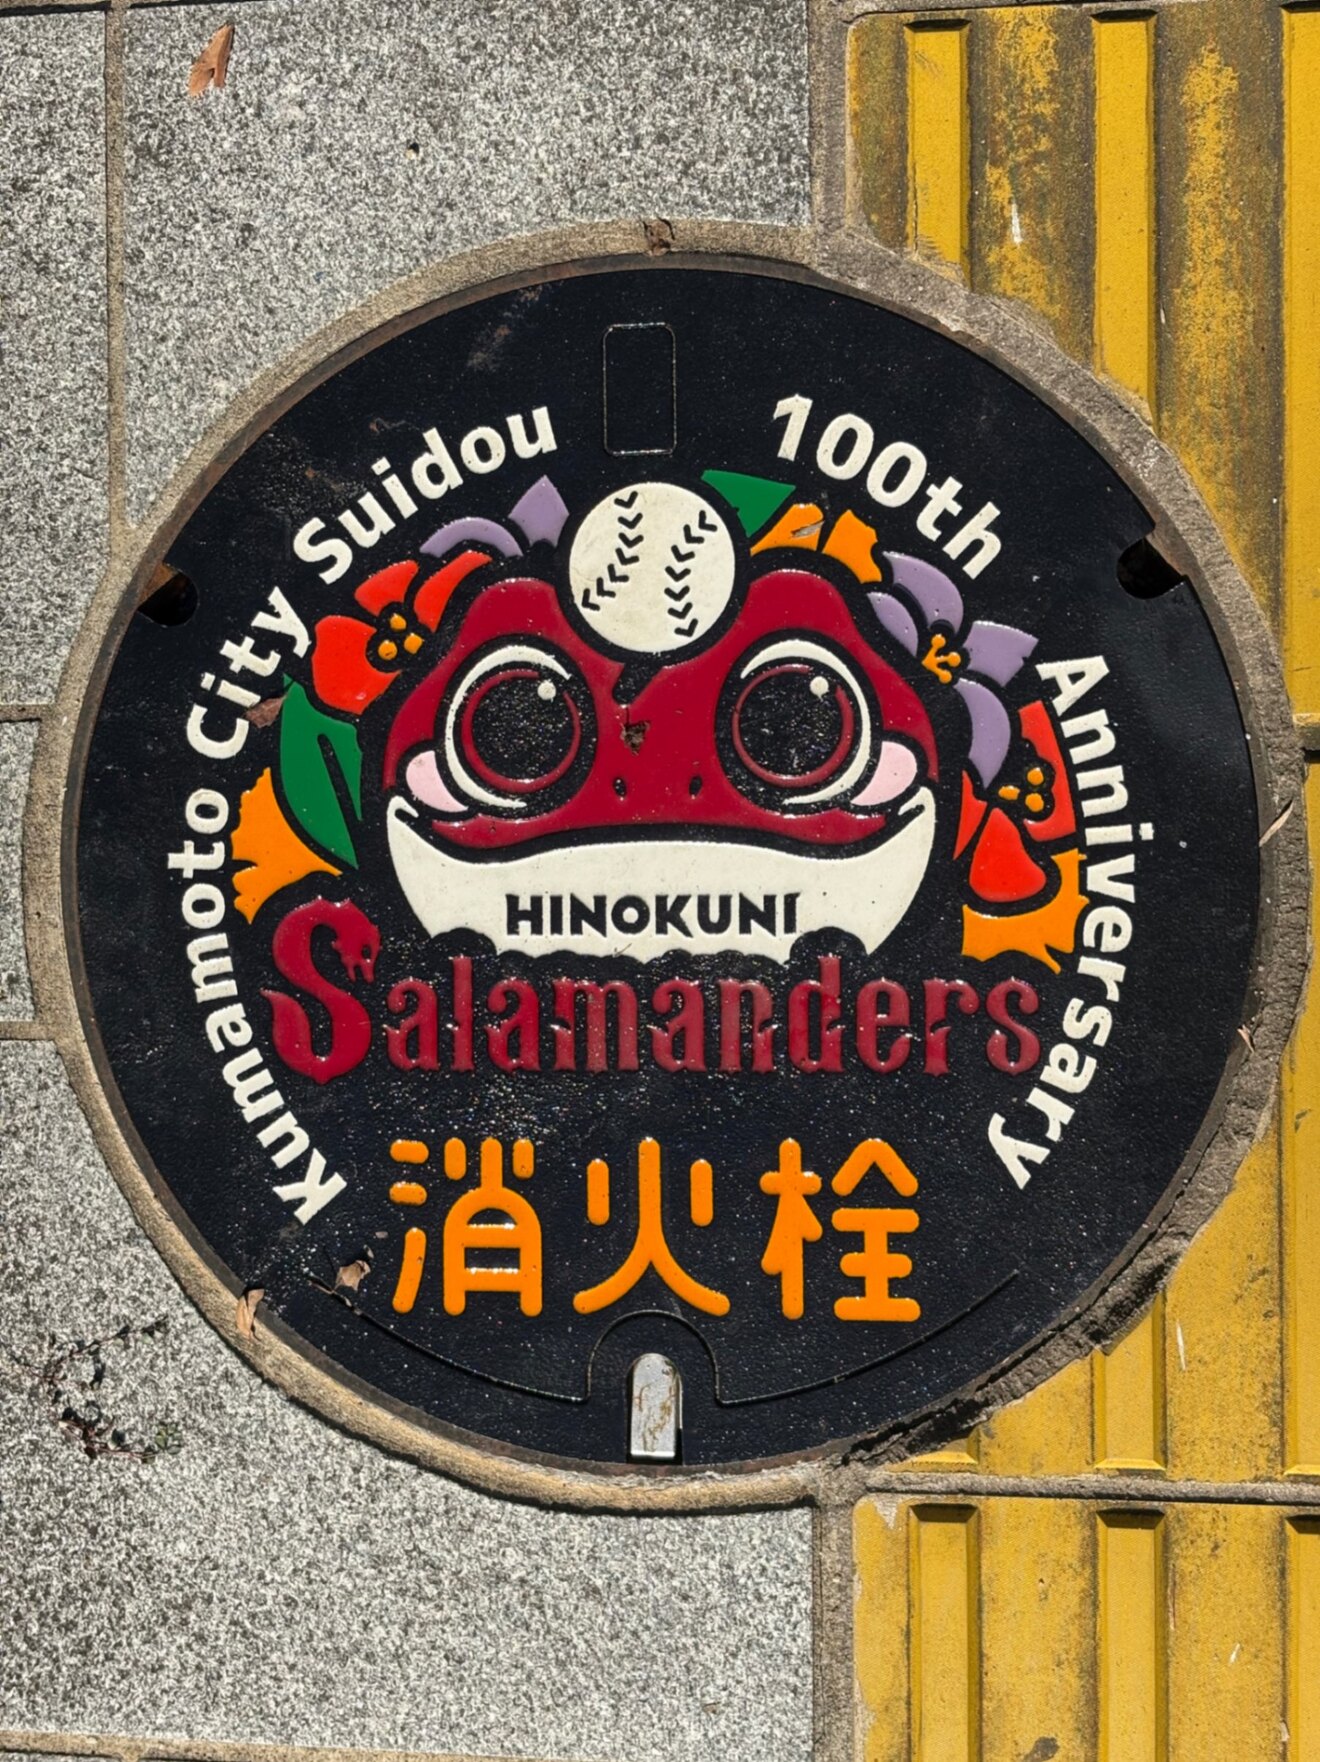 Kumamoto City Suidou 100th Anniversary
HINOKUNI
Salamanders
消火栓